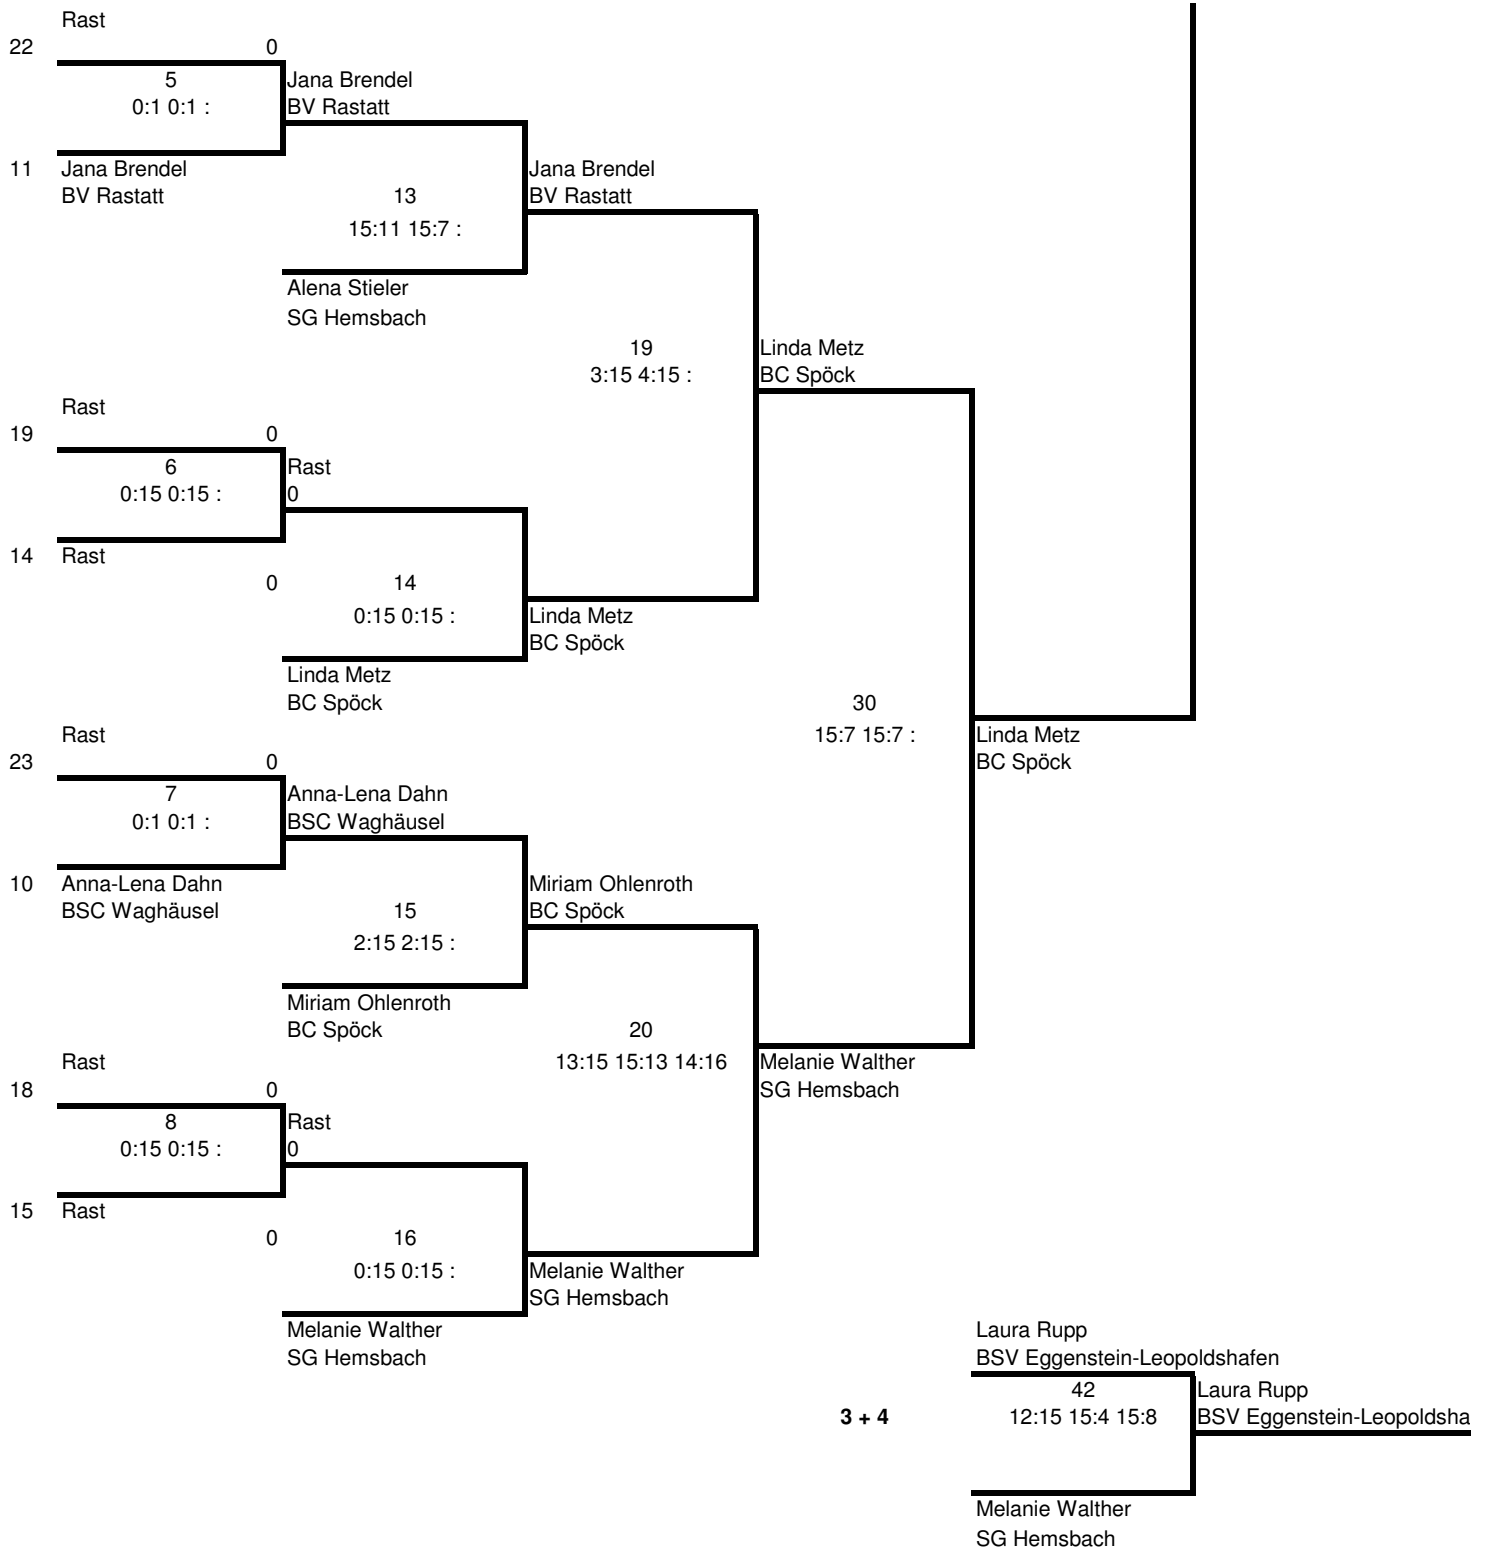 Rast
22 0
5 Jana Brendel
0:1 0:1 : BV Rastatt
11 Jana Brendel Jana Brendel
BV Rastatt 13 BV Rastatt
15:11 15:7 :
Alena Stieler
SG Hemsbach
19 Linda Metz
3:15 4:15 : BC Spöck
Rast
19 0
6 Rast
0:15 0:15 : 0
14 Rast
0 14
0:15 0:15 : Linda Metz
BC Spöck
Linda Metz
BC Spöck 30
15:7 15:7 : Linda Metz
BC Spöck
Rast
23 0
7 Anna-Lena Dahn
0:1 0:1 : BSC Waghäusel
10 Anna-Lena Dahn Miriam Ohlenroth
BSC Waghäusel 15 BC Spöck
2:15 2:15 :
Miriam Ohlenroth
BC Spöck 20
13:15 15:13 14:16 Melanie Walther
SG Hemsbach
Rast
18 0
8 Rast
0:15 0:15 : 0
15 Rast
0 16
0:15 0:15 : Melanie Walther
SG Hemsbach
Melanie Walther
SG Hemsbach
Laura Rupp
BSV Eggenstein-Leopoldshafen
42 Laura Rupp
3 + 4 12:15 15:4 15:8 BSV Eggenstein-Leopoldsha
Melanie Walther
SG Hemsbach